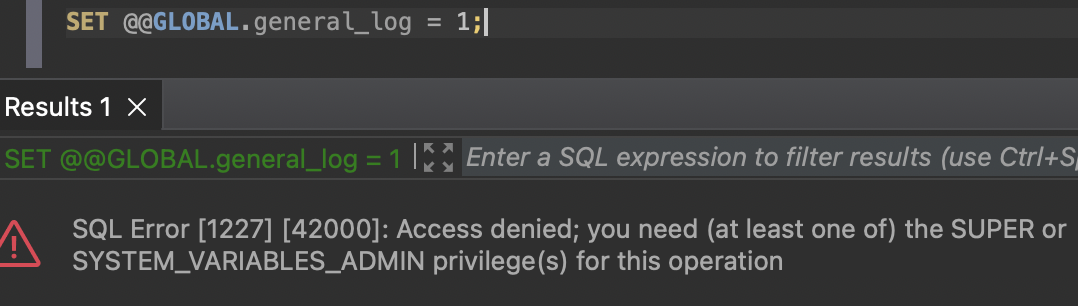 SET @@GLOBAL.general_log = 1;
Results 1
SET @@GLOBAL.general_log = 1
Enter a SQL expression to filter results (use Ctrl+Sp
SQL Error [1227] [42000]: Access denied; you need (at least one of) the SUPER or
SYSTEM_VARIABLES_ADMIN privilege(s) for this operation